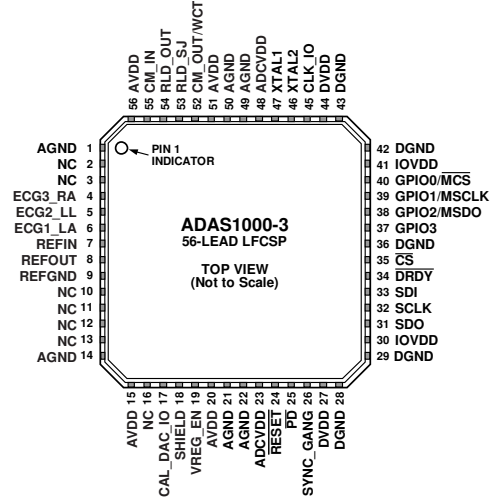 56 AVDD
55 CM_IN
54 RLD_OUT
53 RLD_SJ
52 CM_OUT/WCT
51 AVDD
50 AGND
49 AGND
48 ADCVDD
47 XTAL1
46 XTAL2
45 CLK_IO
44 DVDD
43 DGND
AGND 1
NC 2
NC 3
ECG3_RA 4
ECG2_LL 5
ECG1_LA 6
REFIN 7
REFOUT 8
REFGND 9
NC 10
NC 11
NC 12
NC 13
AGND 14
PIN 1
INDICATOR
ADAS1000-3
56-LEAD LFCSP
TOP VIEW
(Not to Scale)
42 DGND
41 IOVDD
40 GPIO0/MCS
39 GPIO1/MSCLK
38 GPIO2/MSDO
37 GPIO3
36 DGND
35 CS
34 DRDY
33 SDI
32 SCLK
31 SDO
30 IOVDD
29 DGND
AVDD 15
NC 16
CAL_DAC_IO 17
SHIELD 18
VREG_EN 19
AVDD 20
AGND 21
AGND 22
ADCVDD 23
RESET 24
PD 25
SYNC_GANG 26
DVDD 27
DGND 28